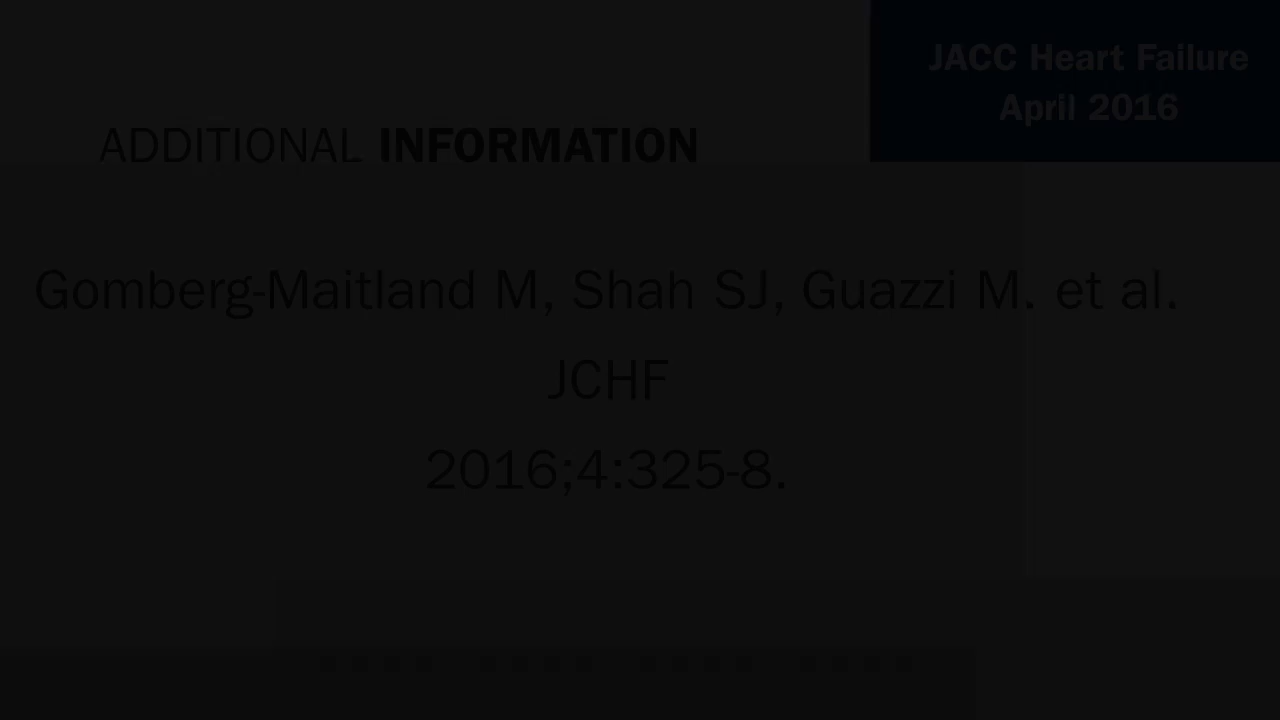 JACC Heart Failure
April 2016
ADDITIONAL INFORMATION
Gomberg-Maitland M, Shah SJ, Guazzi M. et al.
JCHF
2016;4:325-8.